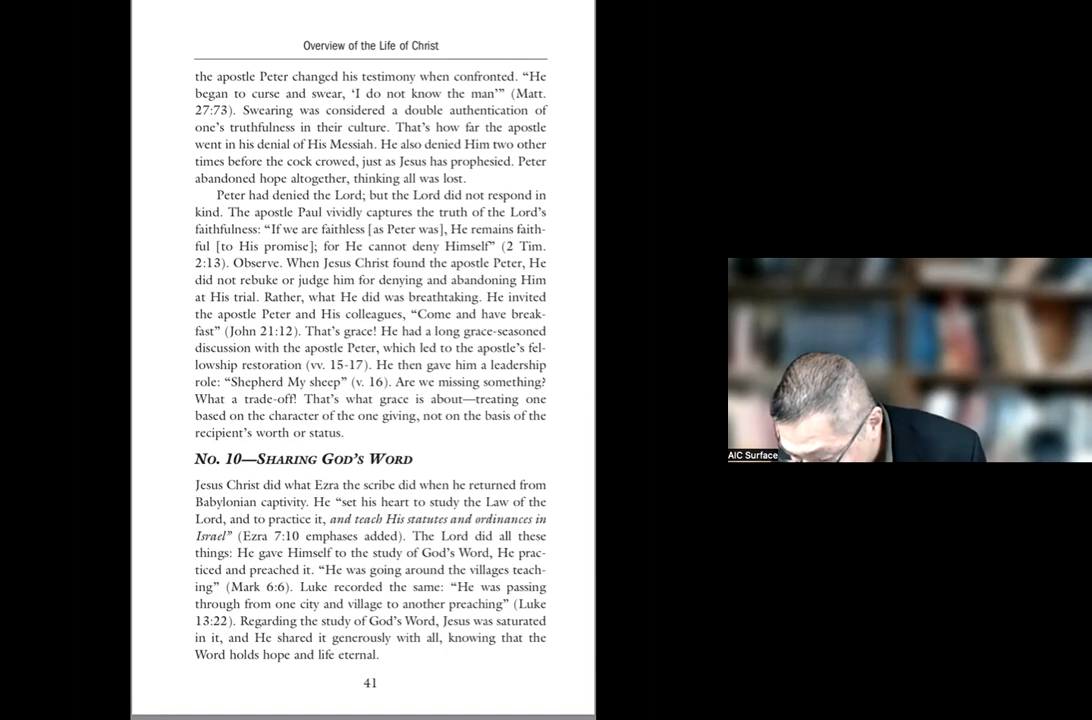 Overview of the Life of Christ
the apostle Peter changed his testimony when confronted. “He
began to curse and swear, ‘I do not know the man’” (Matt.
27:73). Swearing was considered a double authentication of
one’s truthfulness in their culture. That’s how far the apostle
went in his denial of His Messiah. He also denied Him two other
times before the cock crowed, just as Jesus has prophesied. Peter
abandoned hope altogether, thinking all was lost.
Peter had denied the Lord; but the Lord did not respond in
kind. The apostle Paul vividly captures the truth of the Lord’s
faithfulness: “If we are faithless [as Peter was], He remains faith-
ful [to His promise]; for He cannot deny Himself” (2 Tim.
2:13). Observe. When Jesus Christ found the apostle Peter, He
did not rebuke or judge him for denying and abandoning Him
at His trial. Rather, what He did was breathtaking. He invited
the apostle Peter and His colleagues, “Come and have break-
fast” (John 21:12). That’s grace! He had a long grace-seasoned
discussion with the apostle Peter, which led to the apostle’s fel-
lowship restoration (vv. 15-17). He then gave him a leadership
role: “Shepherd My sheep” (v. 16). Are we missing something?
What a trade-off! That’s what grace is about—treating one
based on the character of the one giving, not on the basis of the
recipient’s worth or status.
No. 10—Sharing God’s Word
Jesus Christ did what Ezra the scribe did when he returned from
Babylonian captivity. He “set his heart to study the Law of the
Lord, and to practice it, and teach His statutes and ordinances in
Israel” (Ezra 7:10 emphases added). The Lord did all these
things: He gave Himself to the study of God’s Word, He prac-
ticed and preached it. “He was going around the villages teach-
ing” (Mark 6:6). Luke recorded the same: “He was passing
through from one city and village to another preaching” (Luke
13:22). Regarding the study of God’s Word, Jesus was saturated
in it, and He shared it generously with all, knowing that the
Word holds hope and life eternal.
41
AIC Surface